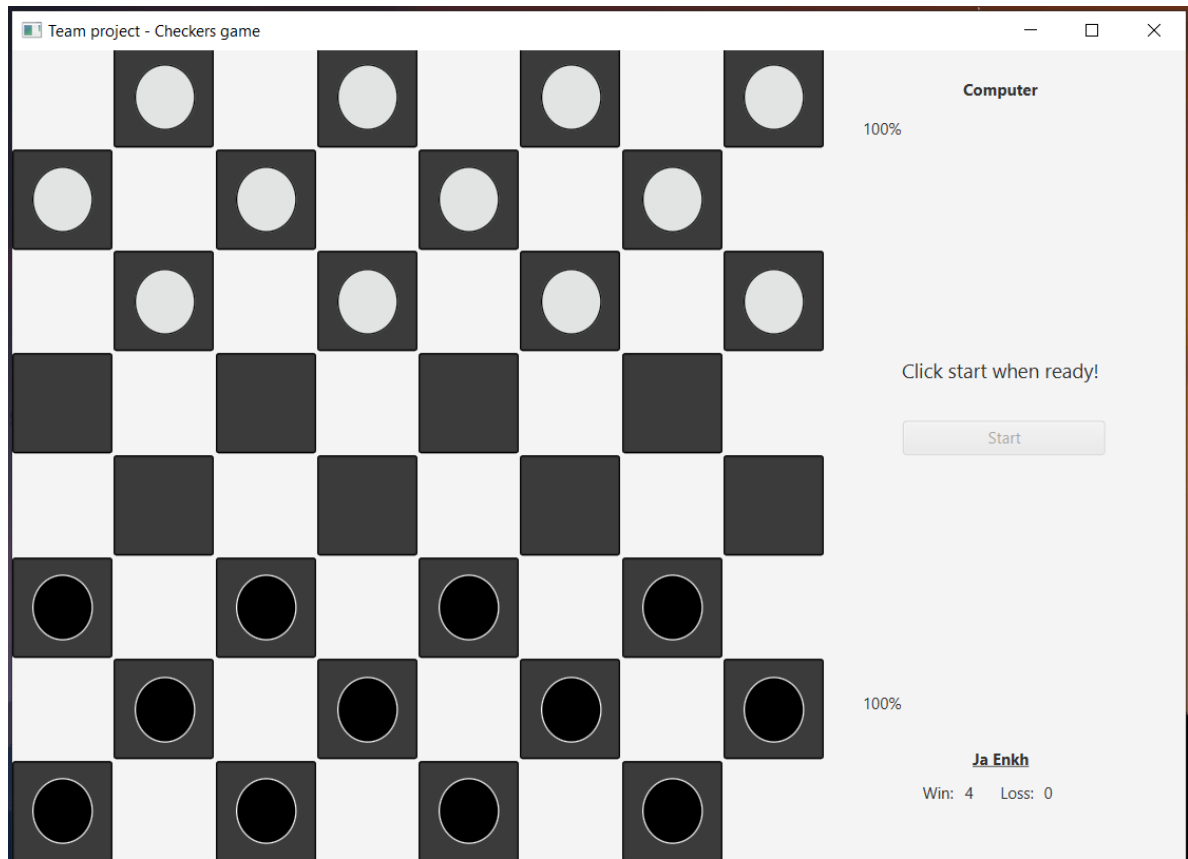 Team project - Checkers game
Computer
100%
Click start when ready!
Start
100%
Ja Enkh
Win: 4 Loss: 0